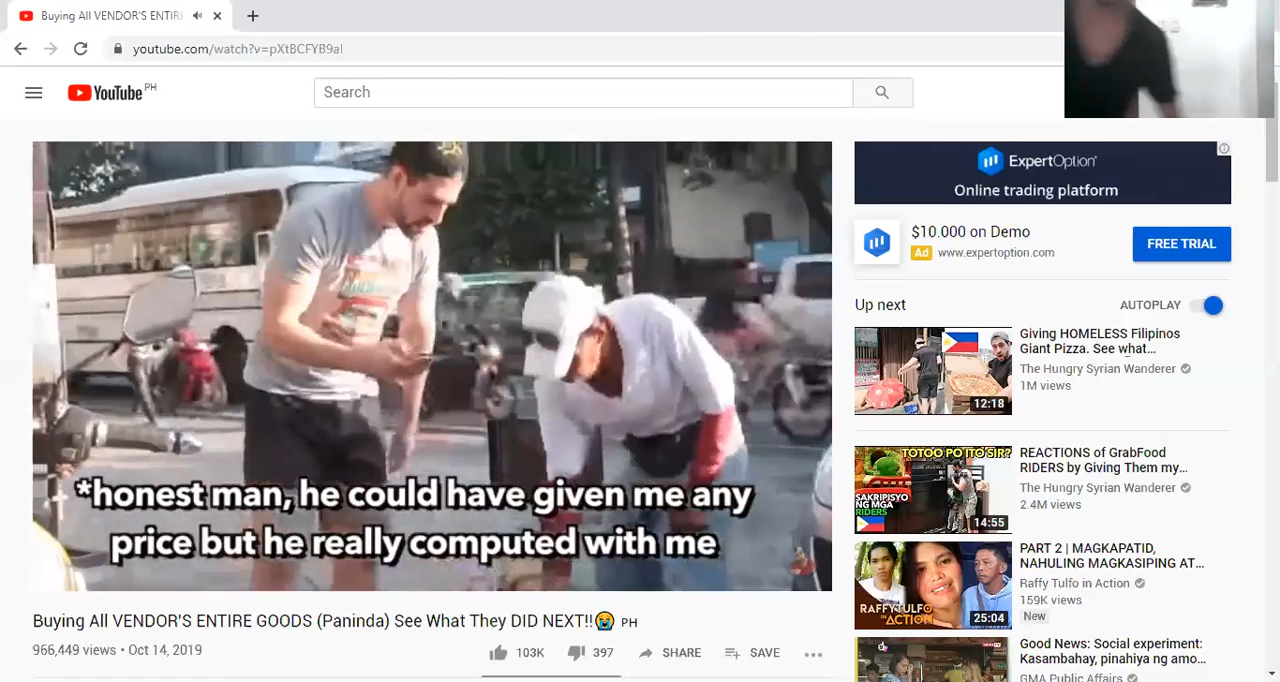 Buying All VENDOR'S ENTIR
youtube.com/watch?v=pXtBCFYB9aI
YouTube PH
Search
*honest man, he could have given me any
price but he really computed with me
Buying All VENDOR'S ENTIRE GOODS (Paninda) See What They DID NEXT!!😭 PH
966,449 views • Oct 14, 2019
103K
397
SHARE
SAVE
ExpertOption
Online trading platform
$10.000 on Demo
Ad www.expertoption.com
FREE TRIAL
Up next
AUTOPLAY
12:18
Giving HOMELESS Filipinos
Giant Pizza. See what...
The Hungry Syrian Wanderer
1M views
TOTOO PO ITO SIR?
SAKRIPISYO
NG MGA
RIDERS
14:55
REACTIONS of GrabFood
RIDERS by Giving Them my...
The Hungry Syrian Wanderer
2.4M views
RAFFYTULFO
IN ACTION
25:04
PART 2 | MAGKAPATID,
NAHULING MAGKASIPING AT...
Raffy Tulfo in Action
159K views
New
Good News: Social experiment:
Kasambahay, pinahiya ng amo...
GMA Public Affairs